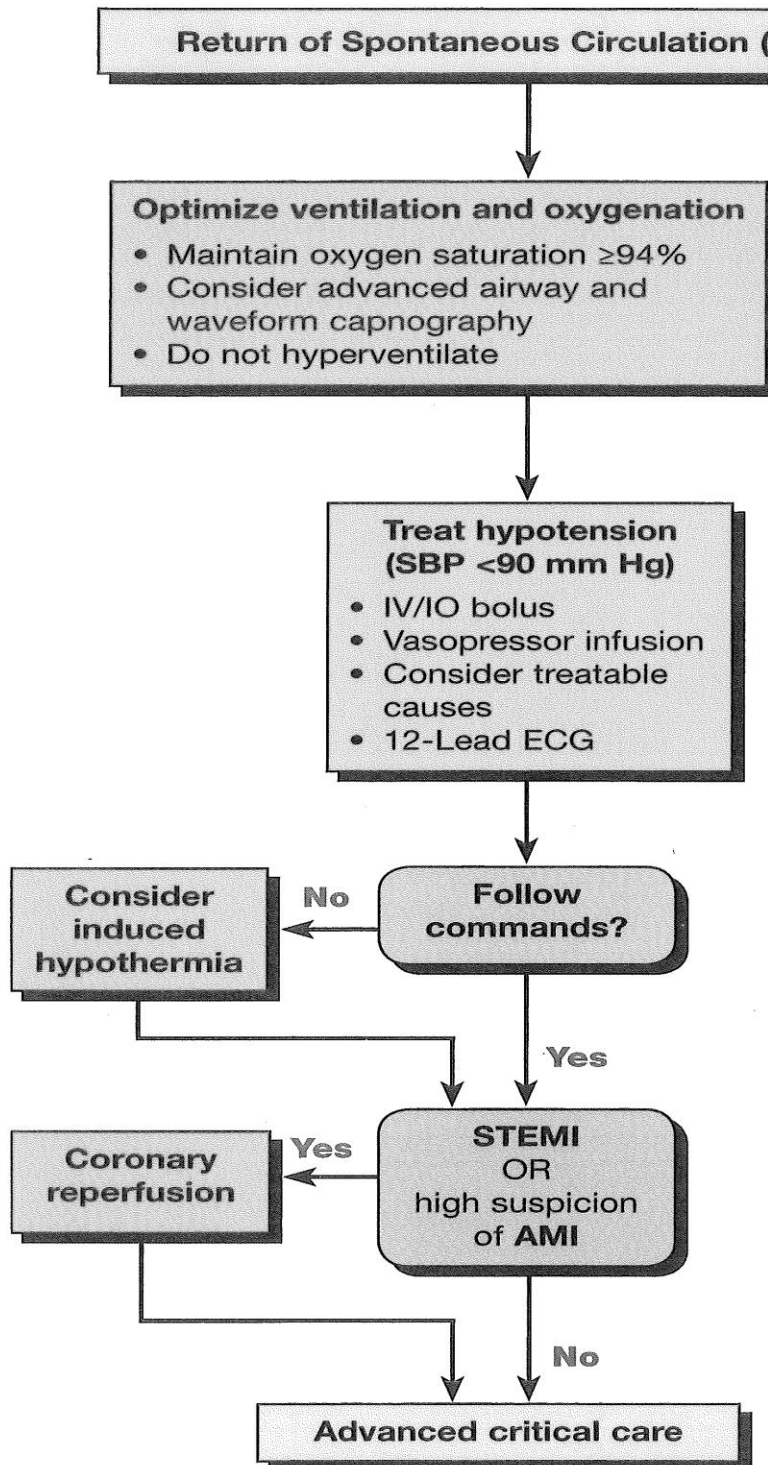 Return of Spontaneous Circulation (
Optimize ventilation and oxygenation
• Maintain oxygen saturation ≥94%
• Consider advanced airway and
waveform capnography
• Do not hyperventilate
Treat hypotension
(SBP <90 mm Hg)
• IV/IO bolus
• Vasopressor infusion
• Consider treatable
causes
• 12-Lead ECG
Follow
commands?
No
Consider
induced
hypothermia
Yes
STEMI
OR
high suspicion
of AMI
Yes
Coronary
reperfusion
No
Advanced critical care